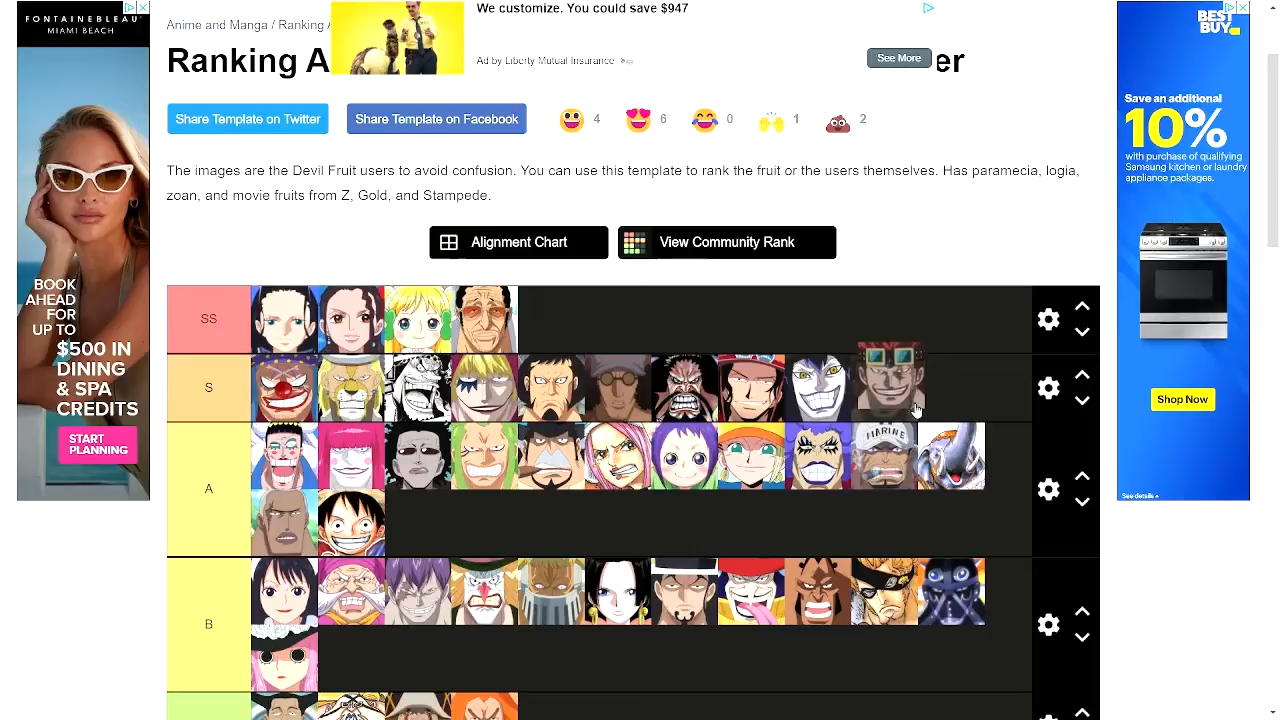 FONTAINEBLEAU
MIAMI BEACH
BOOK
AHEAD
FOR
UP TO
$500 IN
DINING
& SPA
CREDITS
START
PLANNING
Anime and Manga / Ranking A
We customize. You could save $947
Ad by Liberty Mutual Insurance
See More
Ranking A
er
Share Template on Twitter
Share Template on Facebook
4
6
0
1
2
The images are the Devil Fruit users to avoid confusion. You can use this template to rank the fruit or the users themselves. Has paramecia, logia,
zoan, and movie fruits from Z, Gold, and Stampede.
Alignment Chart
View Community Rank
SS
S
A
MARINE
B
BEST
BUY
Save an additional
10%
with purchase of qualifying
Samsung kitchen or laundry
appliance packages.
Shop Now
See details